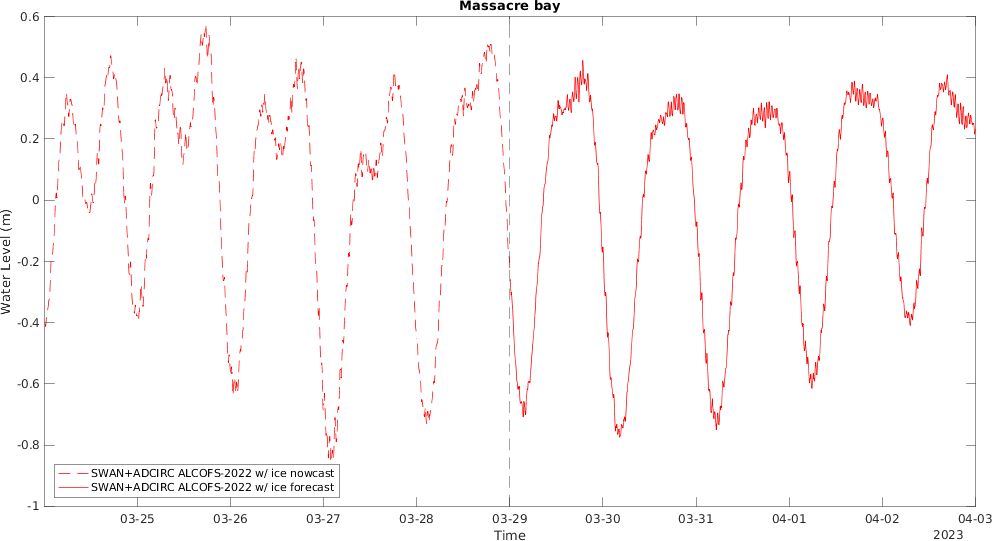 Massacre bay
0.6
0.4
0.2
0
-0.2
-0.4
-0.6
-0.8
-1
Water Level (m)
SWAN+ADCIRC ALCOFS-2022 w/ ice nowcast
SWAN+ADCIRC ALCOFS-2022 w/ ice forecast
03-25 03-26 03-27 03-28 03-29 03-30 03-31 04-01 04-02 04-03
Time
2023